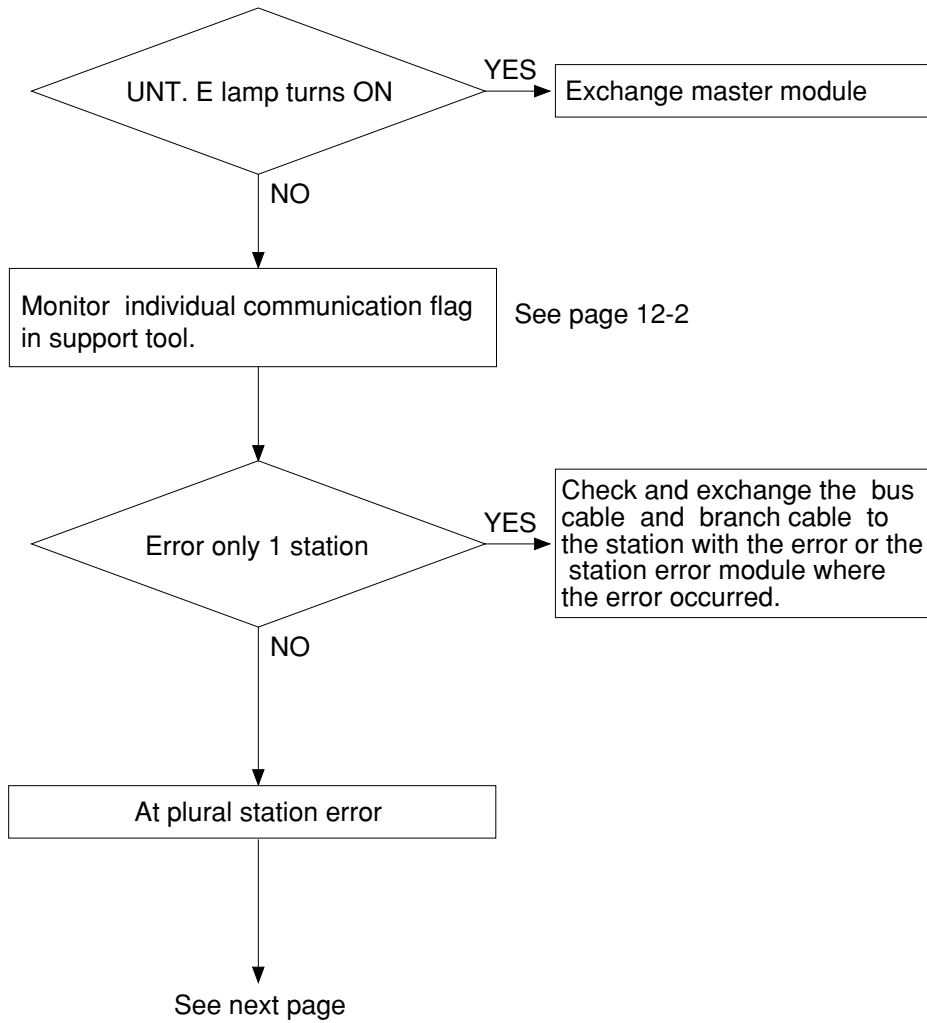 UNT. E lamp turns ON
YES
Exchange master module
NO
Monitor individual communication flag
in support tool.
See page 12-2
Error only 1 station
YES
Check and exchange the bus
cable and branch cable to
the station with the error or the
station error module where
the error occurred.
NO
At plural station error
See next page